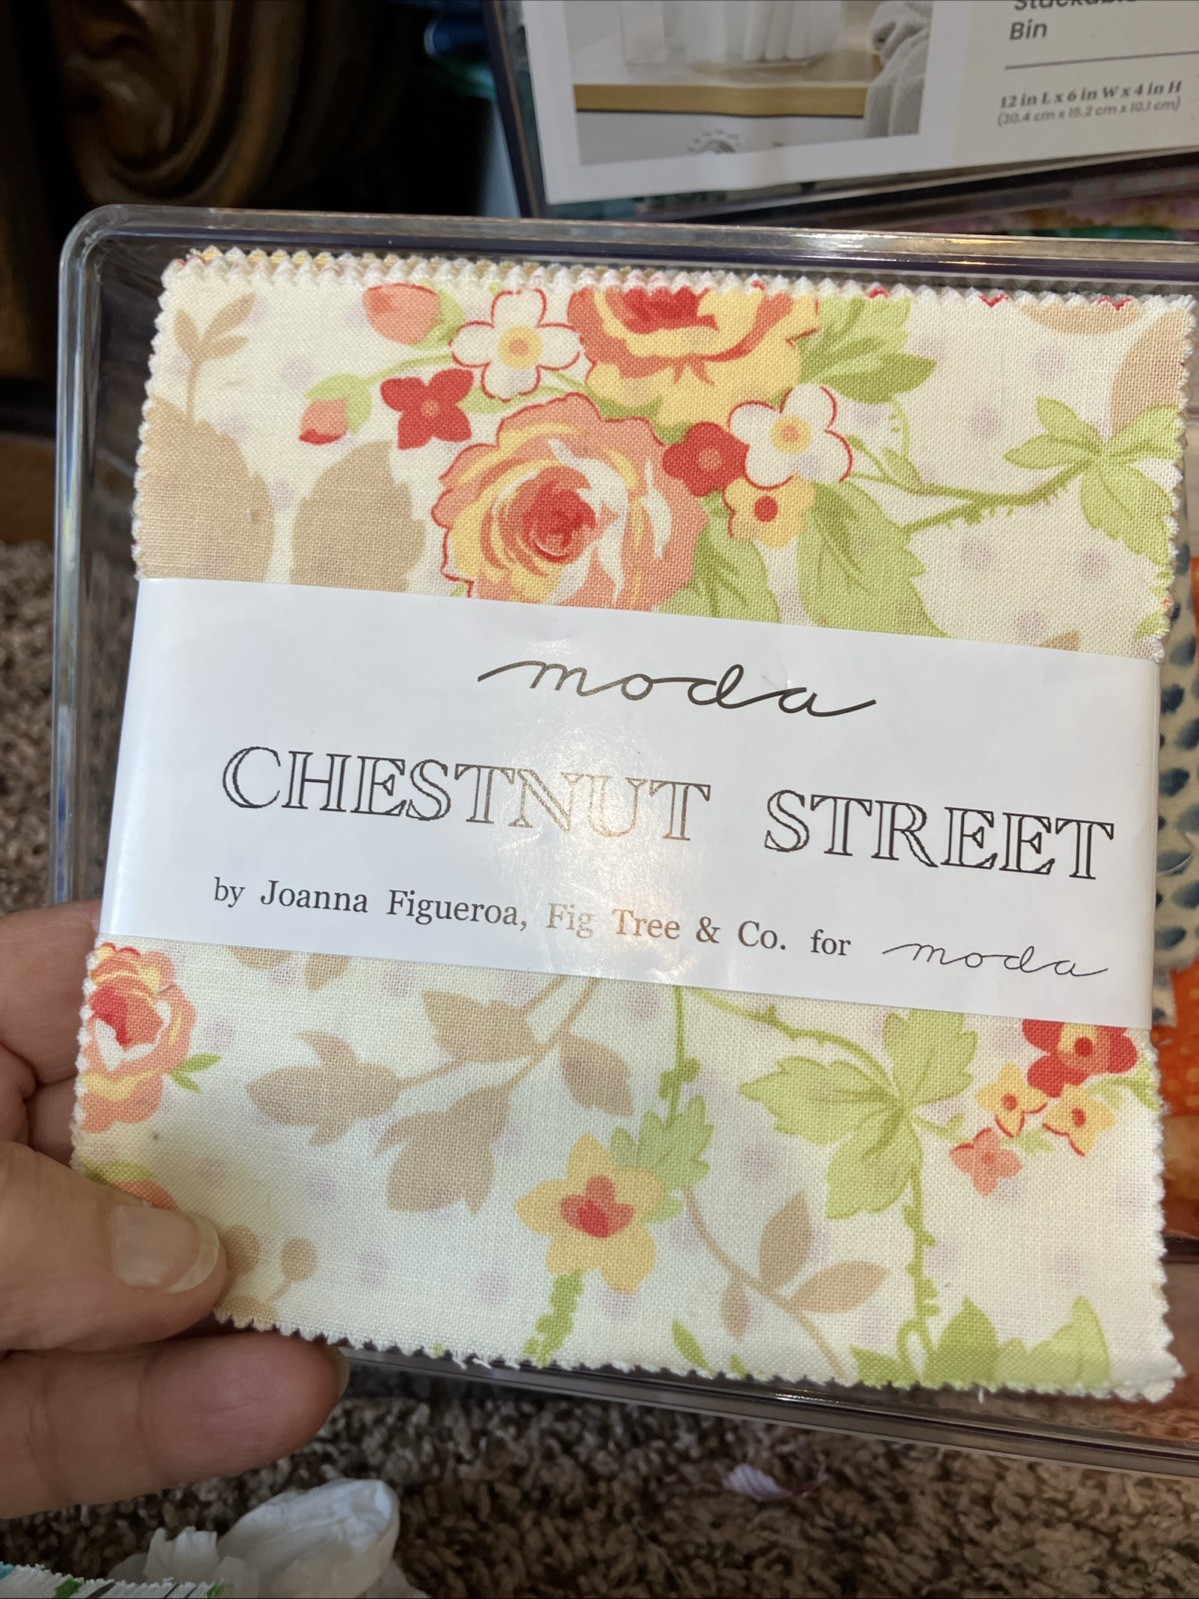 Stackable
Bin
12 in L x 6 in W x 4 in H
(30.4 cm x 15.2 cm x 10.1 cm)
moda
CHESTNUT STREET
by Joanna Figueroa, Fig Tree & Co. for moda